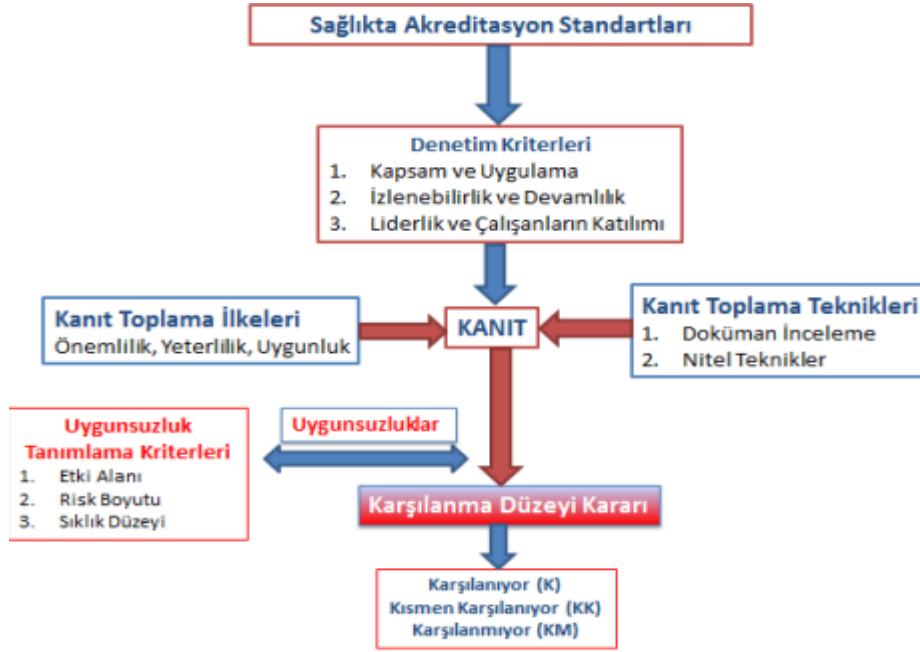 Sağlıkta Akreditasyon Standartları
Denetim Kriterleri
1. Kapsam ve Uygulama
2. İzlenebilirlik ve Devamlılık
3. Liderlik ve Çalışanların Katılımı
Kanıt Toplama İlkeleri
Önemlilik, Yeterlilik, Uygunluk
KANIT
Kanıt Toplama Teknikleri
1. Doküman İnceleme
2. Nitel Teknikler
Uygunsuzluk
Tanımlama Kriterleri
1. Etki Alanı
2. Risk Boyutu
3. Sıklık Düzeyi
Uygunsuzluklar
Karşılanma Düzeyi Kararı
Karşılanıyor (K)
Kısmen Karşılanıyor (KK)
Karşılanmıyor (KM)